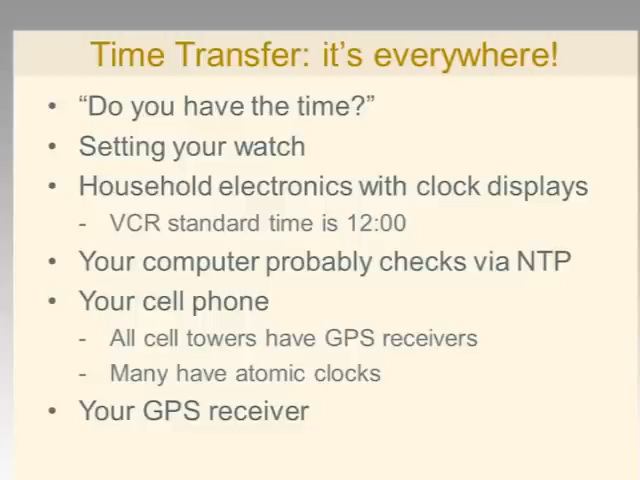 Time Transfer: it's everywhere!
• "Do you have the time?"
• Setting your watch
• Household electronics with clock displays
- VCR standard time is 12:00
• Your computer probably checks via NTP
• Your cell phone
- All cell towers have GPS receivers
- Many have atomic clocks
• Your GPS receiver